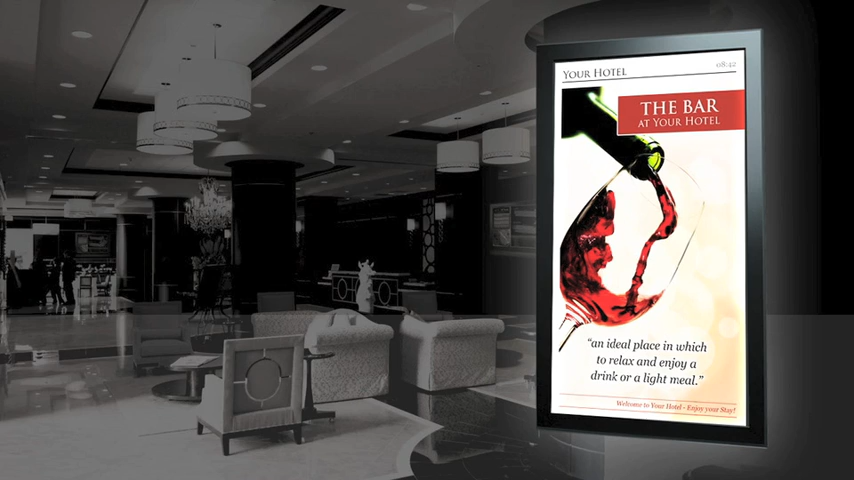 YOUR HOTEL
08:42
THE BAR
AT YOUR HOTEL
“an ideal place in which
to relax and enjoy a
drink or a light meal.”
Welcome to Your Hotel - Enjoy your Stay!